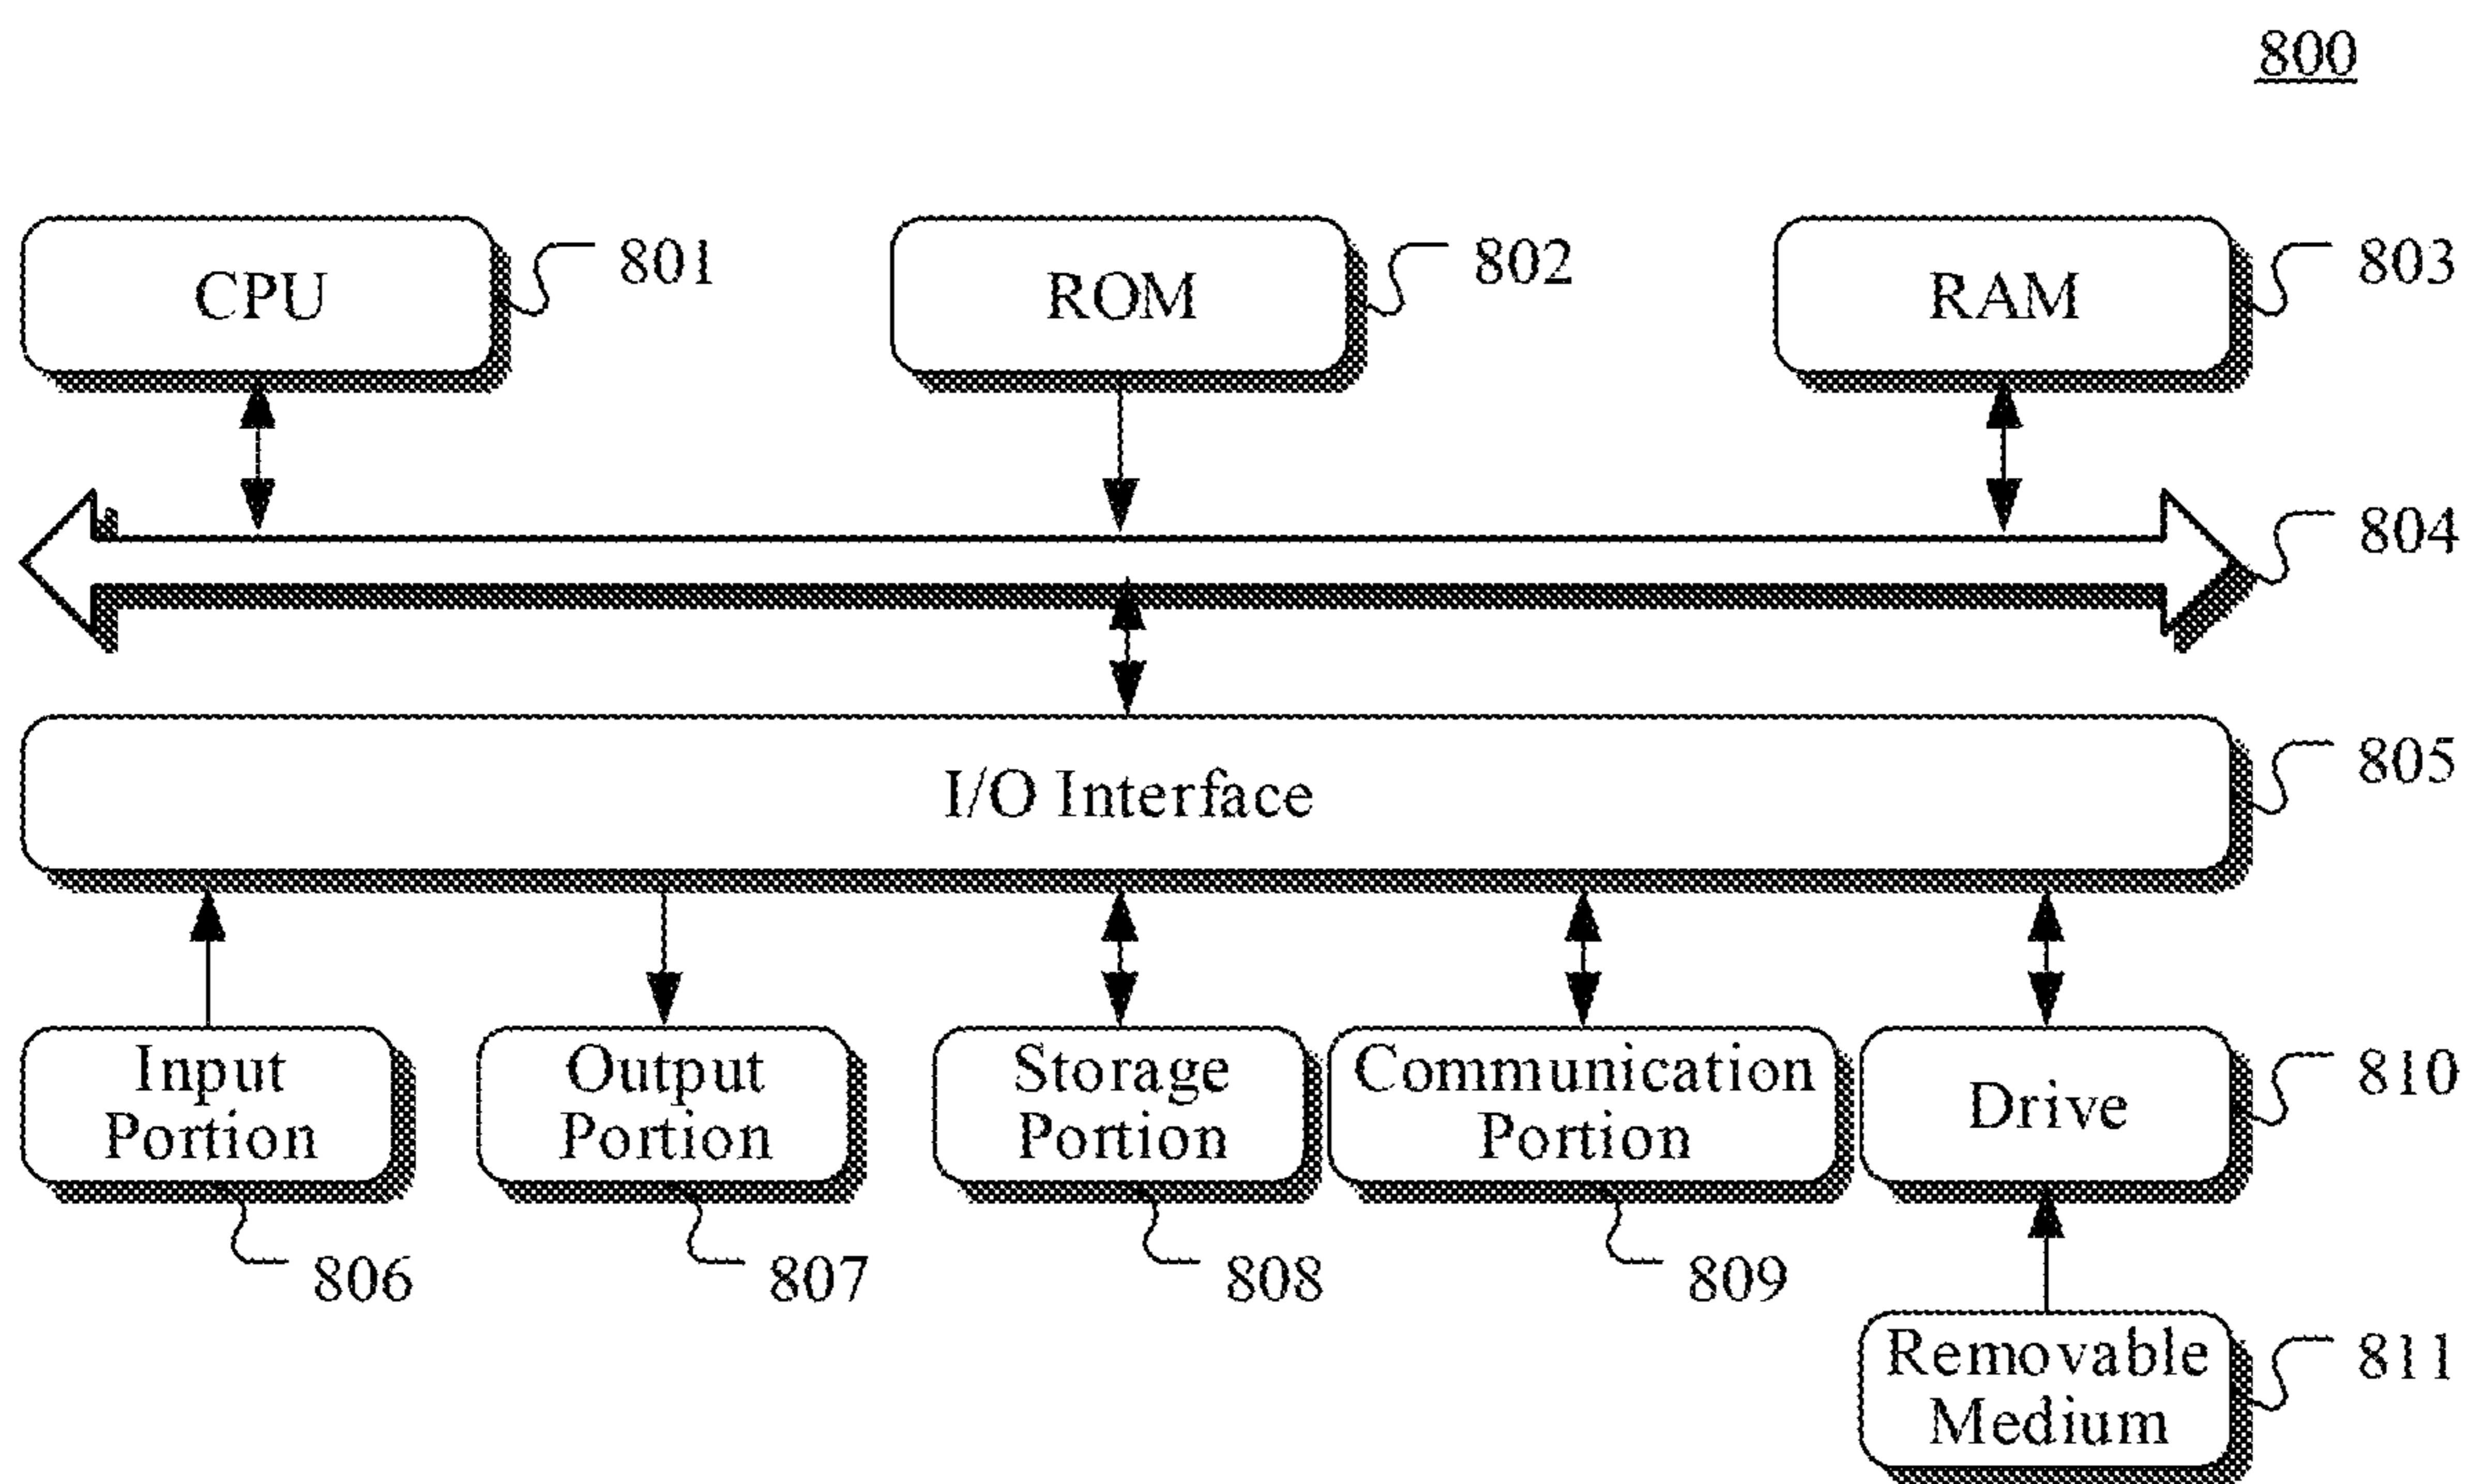 800
CPU
801
ROM
802
RAM
803
804
I/O Interface
805
Input
Portion
806
Output
Portion
807
Storage
Portion
808
Communication
Portion
809
Drive
810
Removable
Medium
811